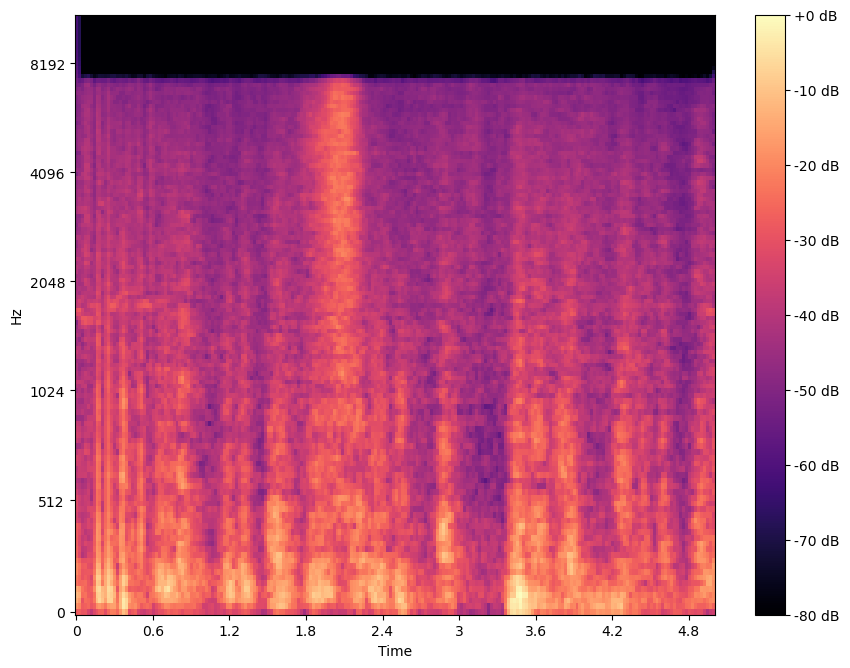 +0 dB
8192
-10 dB
4096
-20 dB
-30 dB
2048
Hz
-40 dB
1024
-50 dB
-60 dB
512
-70 dB
0
-80 dB
0 0.6 1.2 1.8 2.4 3 3.6 4.2 4.8
Time